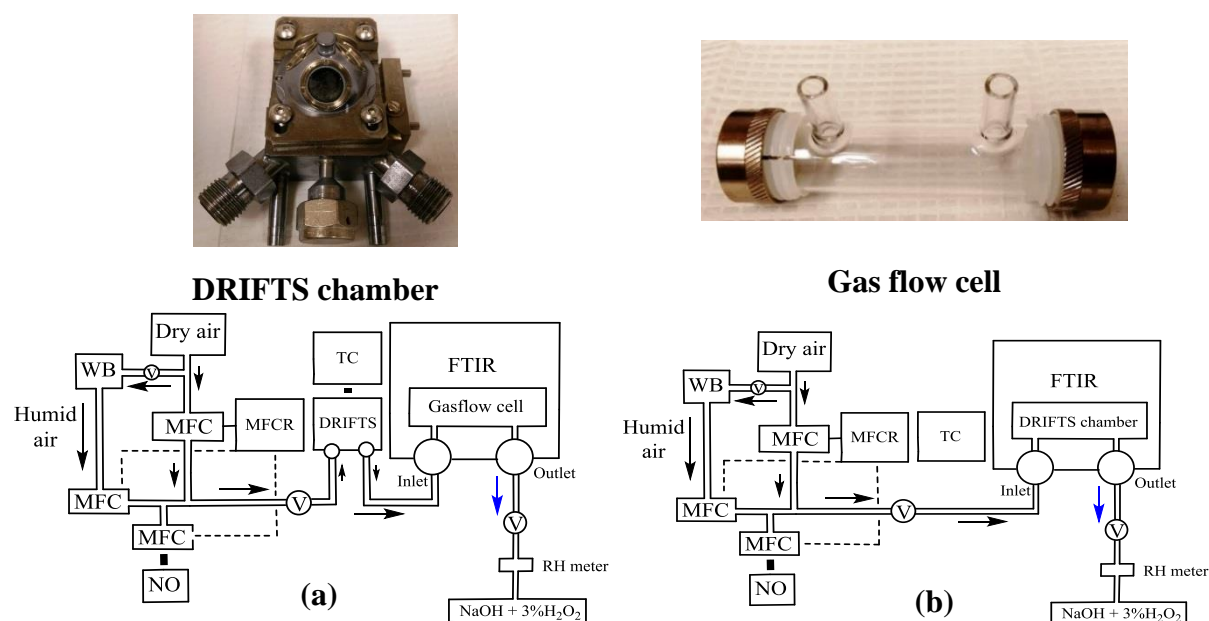 DRIFTS chamber
Gas flow cell
Dry air
WB
V
TC
FTIR
Humid
air
MFC
MFCR
DRIFTS
Gasflow cell
Inlet
Outlet
MFC
V
V
MFC
RH meter
NO
NaOH + 3%H₂O₂
(a)
Dry air
WB
V
FTIR
Humid
air
MFC
MFCR
TC
DRIFTS chamber
Inlet
Outlet
MFC
V
V
MFC
RH meter
NO
NaOH + 3%H₂O₂
(b)